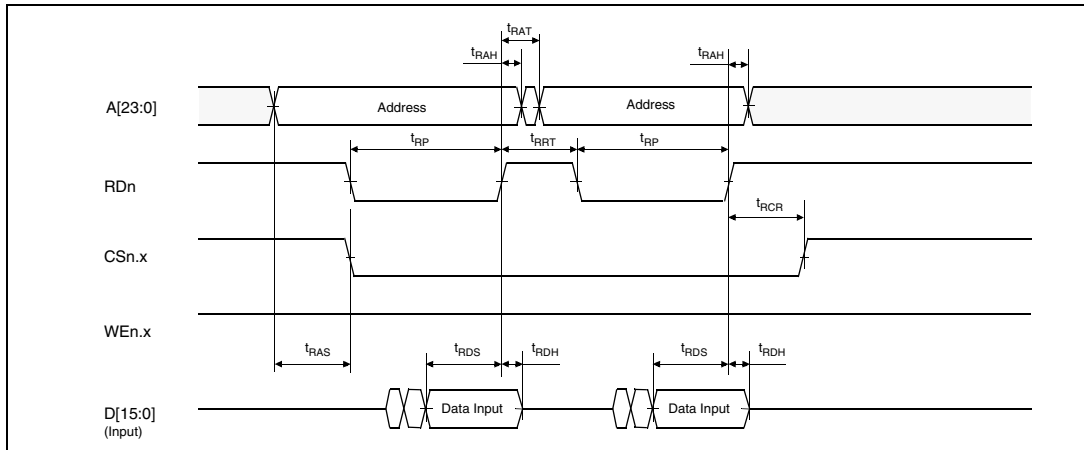 tRAT
tRAH
tRAH
A[23:0]
Address
Address
tRP
tRRT
tRP
RDn
tRCR
CSn.x
WEn.x
tRAS
tRDS
tRDH
tRDS
tRDH
D[15:0]
(Input)
Data Input
Data Input